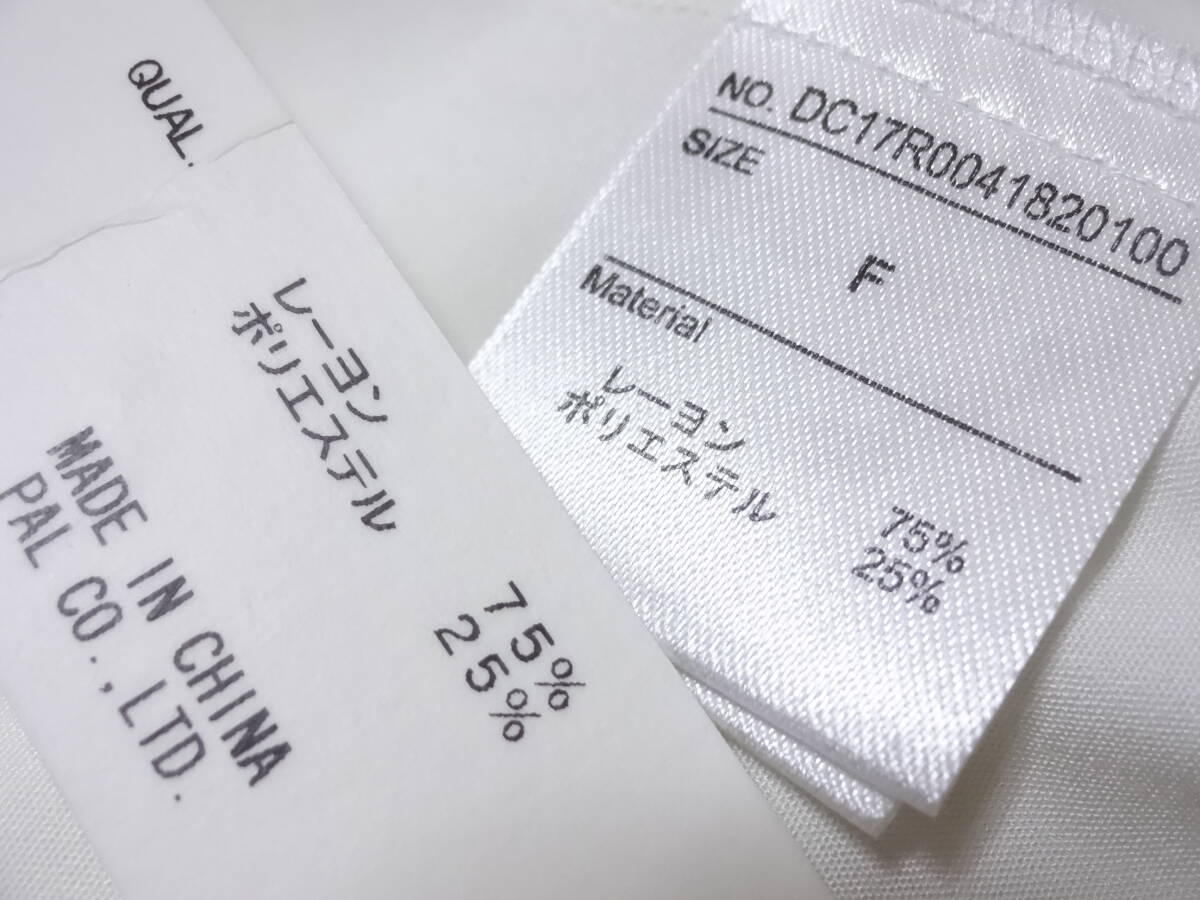 QUAL.
レーヨン
ポリエステル
75%
25%
MADE IN CHINA
PAL CO.,LTD.
NO. DC17R0041820100
SIZE
F
Material
レーヨン
ポリエステル
75%
25%